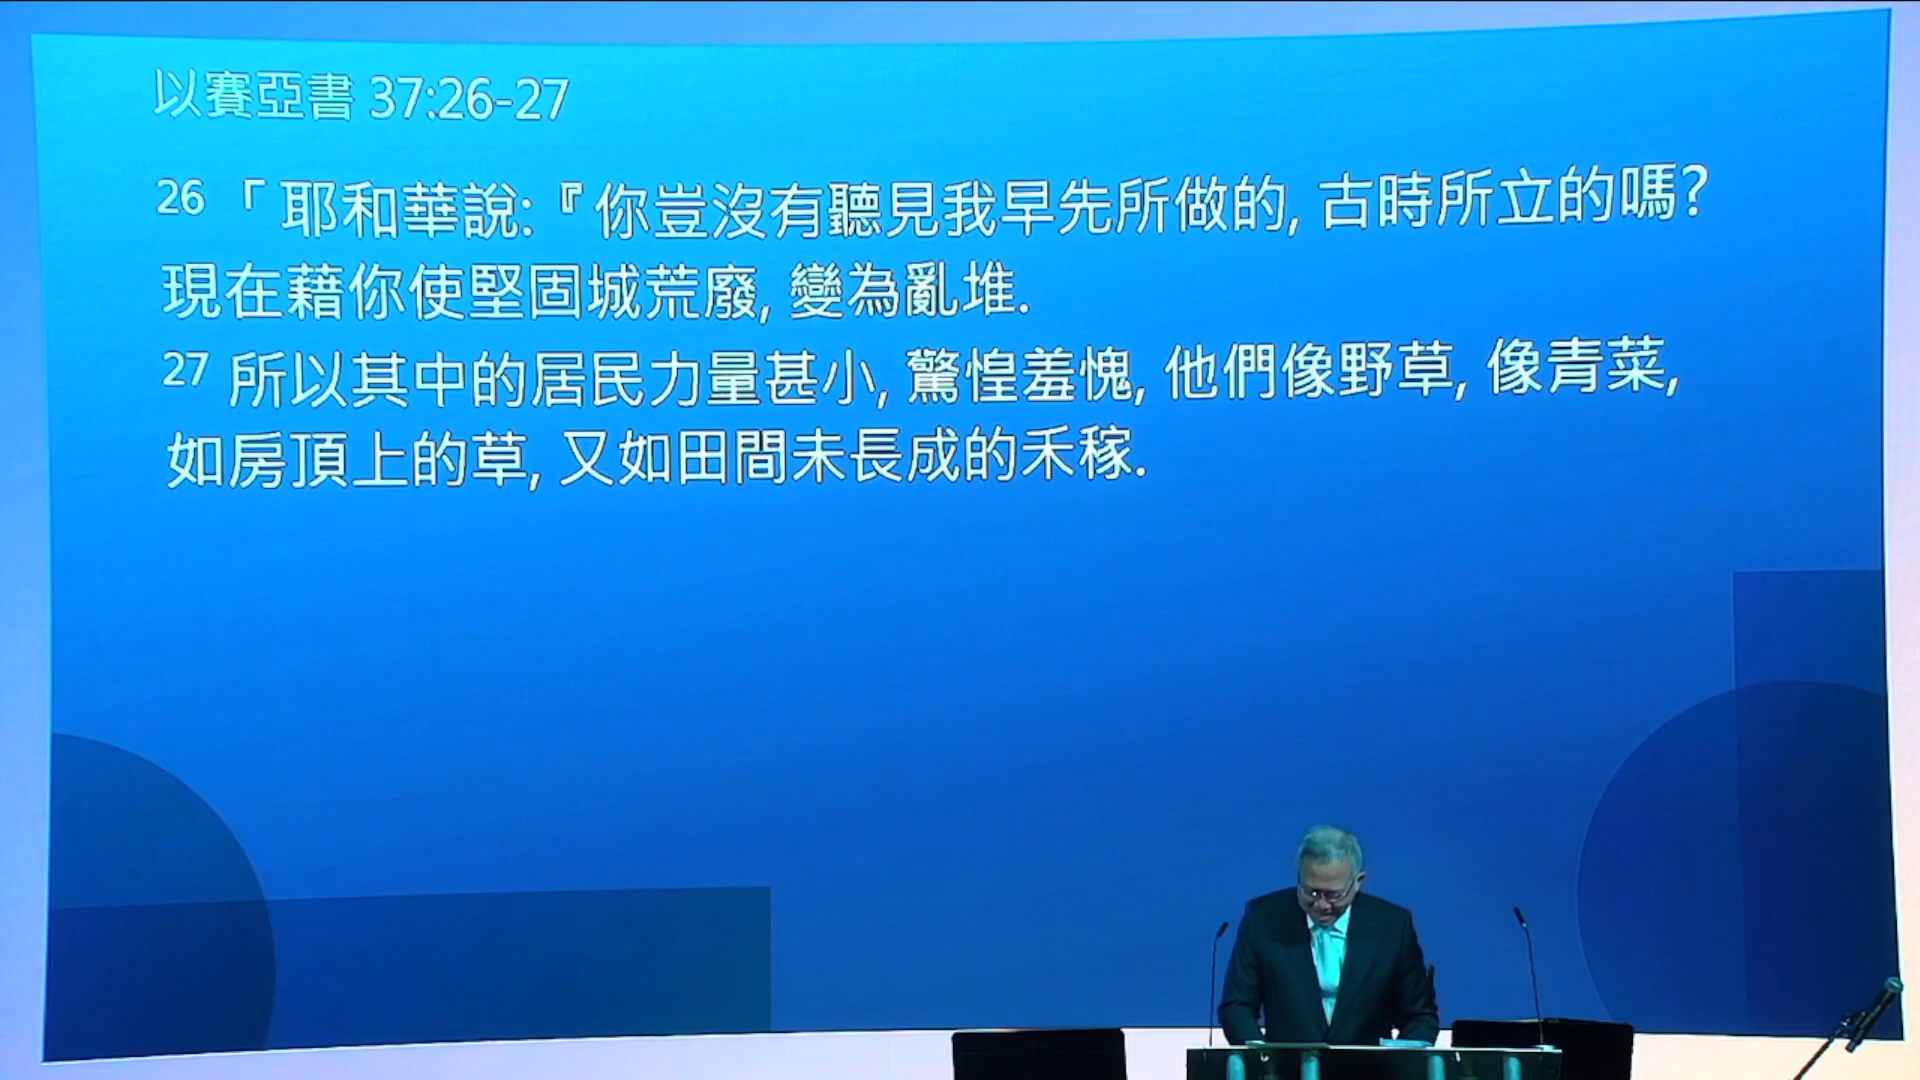 以賽亞書 37:26-27
26 「耶和華說:『你豈沒有聽見我早先所做的, 古時所立的嗎?
現在藉你使堅固城荒廢, 變為亂堆.
27 所以其中的居民力量甚小, 驚惶羞愧, 他們像野草, 像青菜,
如房頂上的草, 又如田間未長成的禾稼.